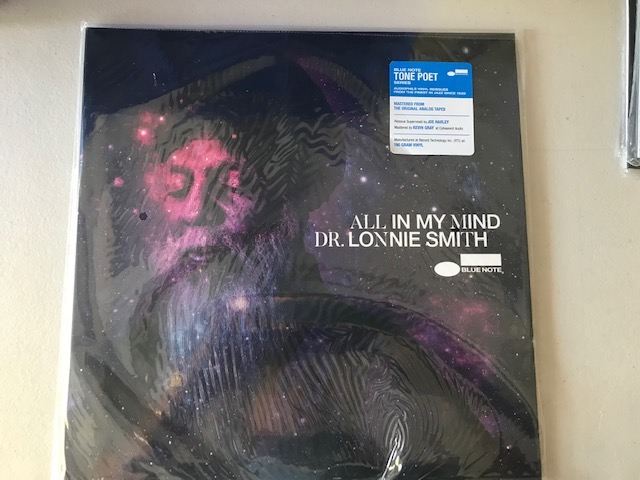 BLUE NOTE
TONE POET
SERIES
AUDIOPHILE VINYL REISSUES
FROM THE FINEST IN JAZZ SINCE 1939
MASTERED FROM
THE ORIGINAL ANALOG TAPES
Reissue Supervised by JOE HARLEY
Mastered by KEVIN GRAY at Cohearent Audio
Manufactured at Record Technology Inc. (RTI) on
180 GRAM VINYL
ALL IN MY MIND
DR. LONNIE SMITH
BLUE NOTE